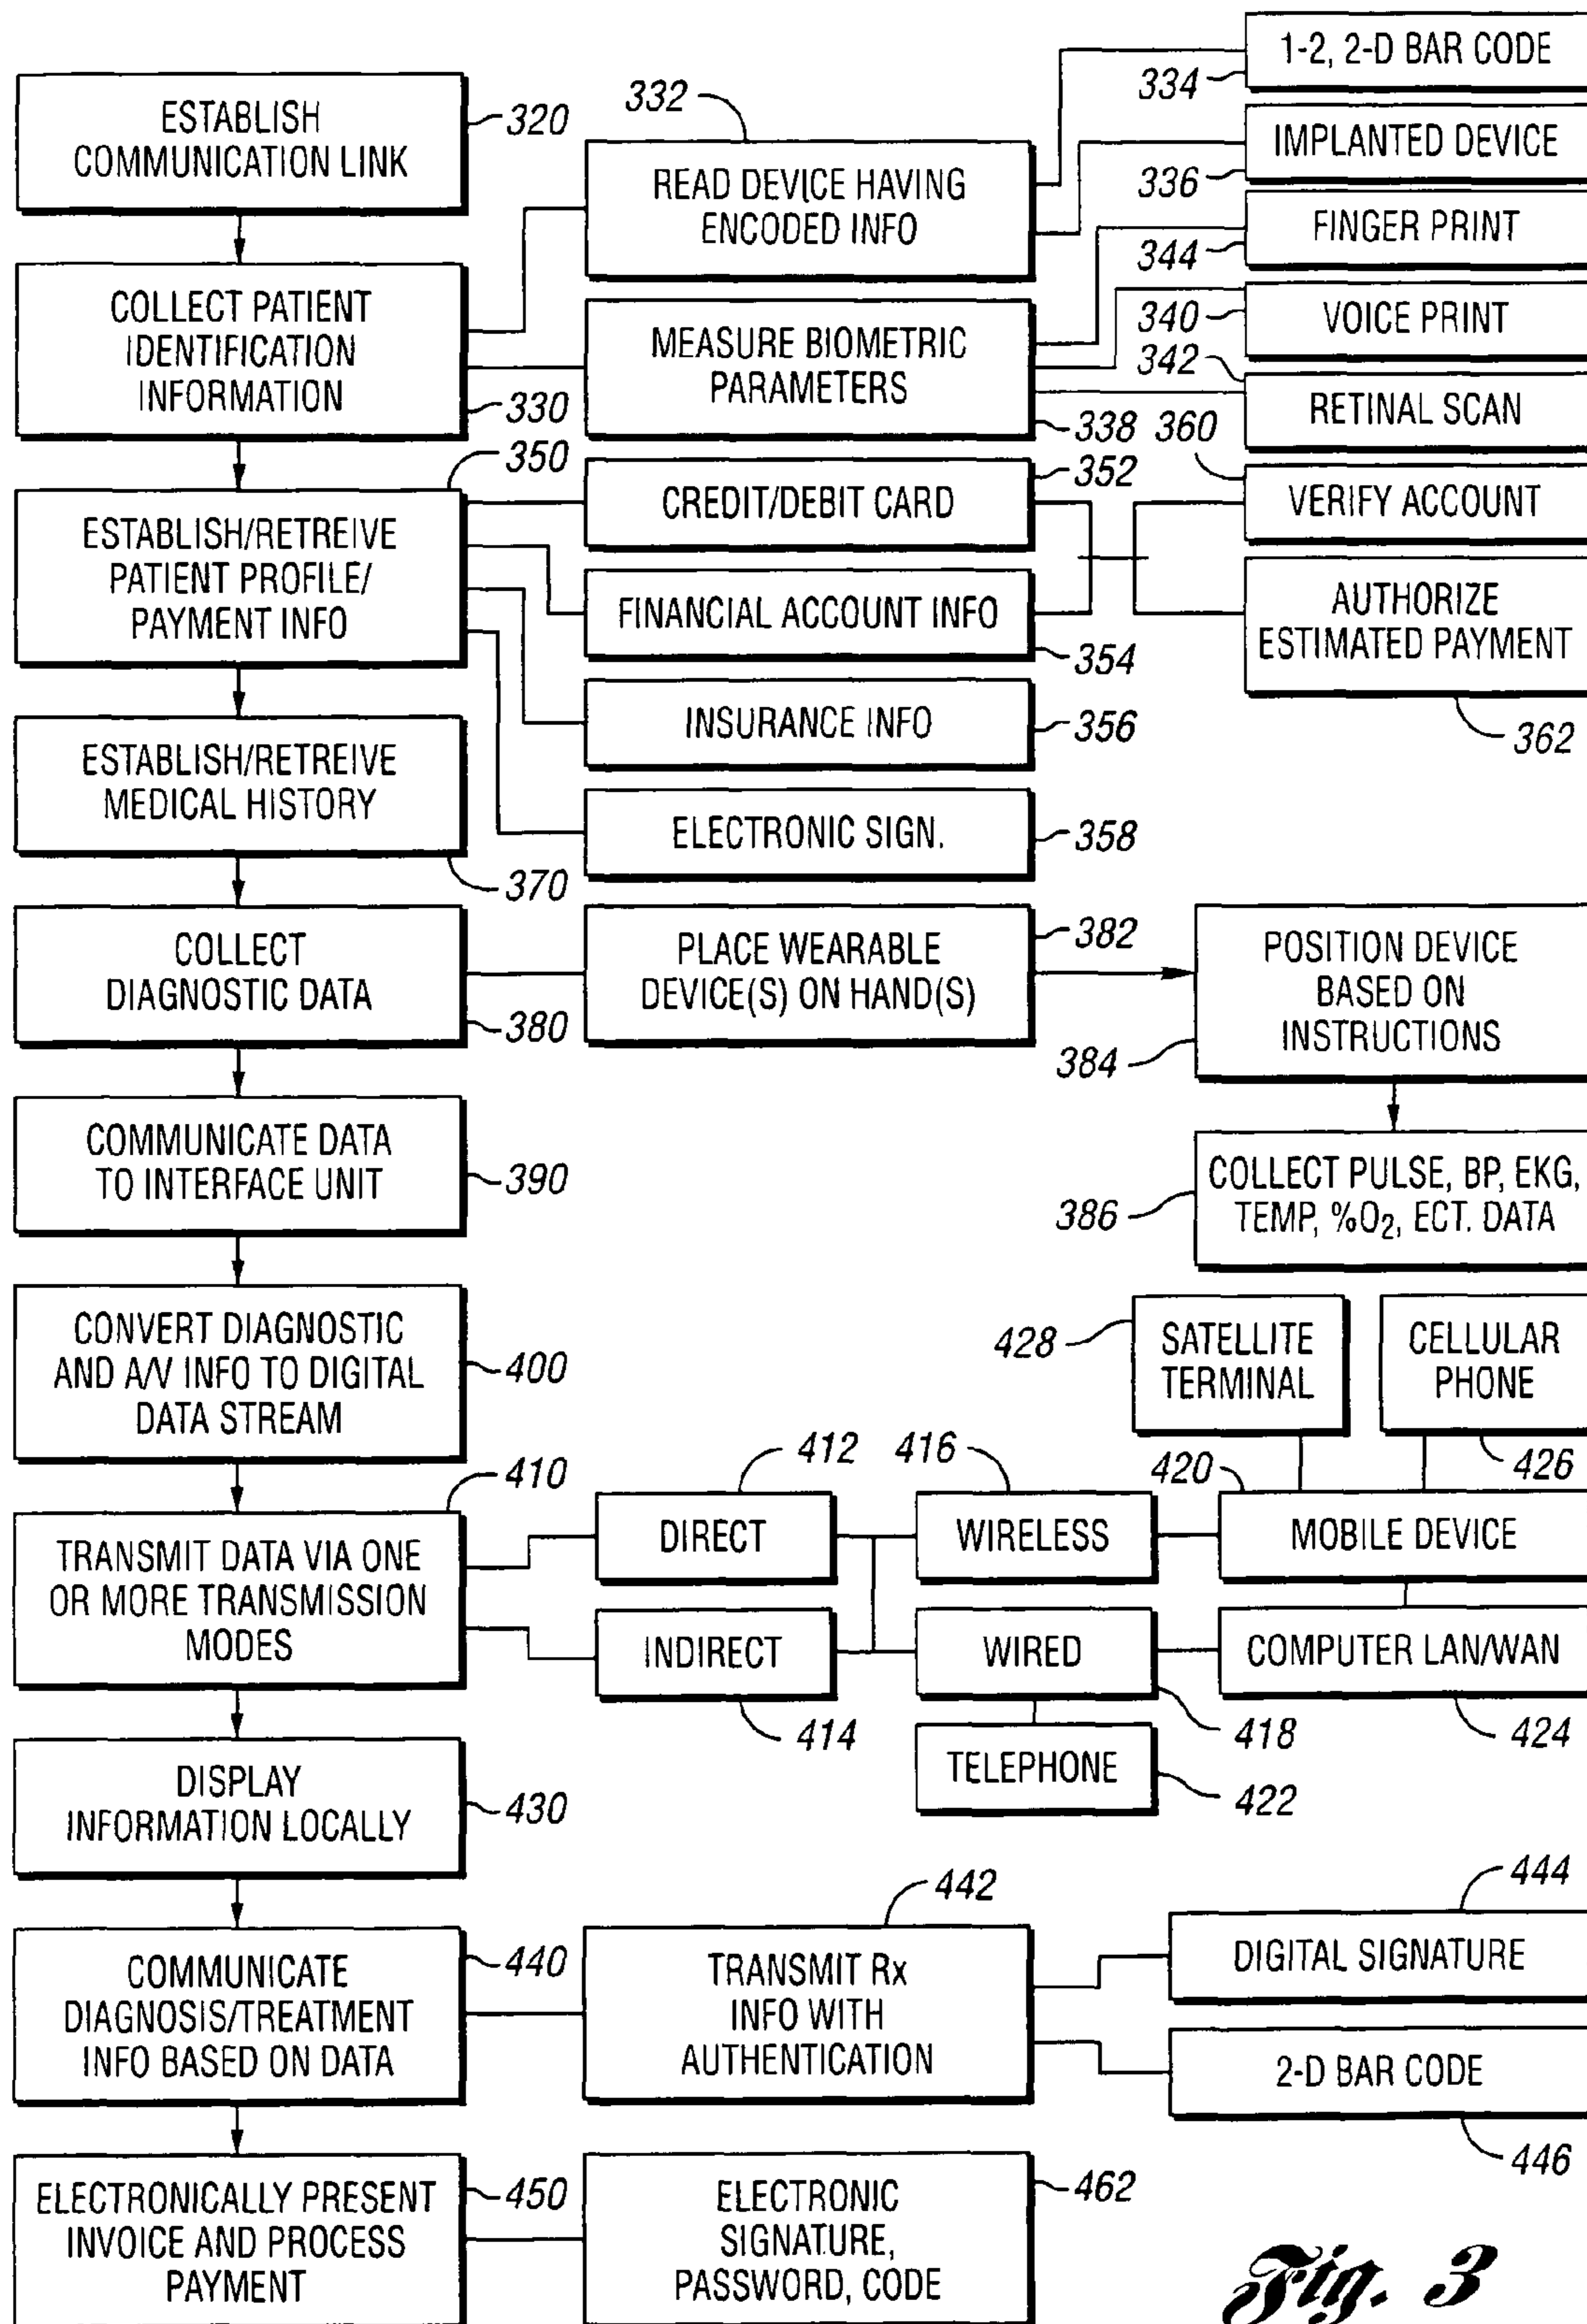 ESTABLISH
COMMUNICATION LINK
320
COLLECT PATIENT
IDENTIFICATION
INFORMATION
330
332
READ DEVICE HAVING
ENCODED INFO
1-2, 2-D BAR CODE
334
IMPLANTED DEVICE
336
MEASURE BIOMETRIC
PARAMETERS
338
FINGER PRINT
344
VOICE PRINT
340
RETINAL SCAN
342
ESTABLISH/RETREIVE
PATIENT PROFILE/
PAYMENT INFO
350
CREDIT/DEBIT CARD
352
FINANCIAL ACCOUNT INFO
354
INSURANCE INFO
356
ELECTRONIC SIGN.
358
VERIFY ACCOUNT
360
AUTHORIZE
ESTIMATED PAYMENT
362
ESTABLISH/RETREIVE
MEDICAL HISTORY
370
COLLECT
DIAGNOSTIC DATA
380
PLACE WEARABLE
DEVICE(S) ON HAND(S)
382
POSITION DEVICE
BASED ON
INSTRUCTIONS
384
COLLECT PULSE, BP, EKG,
TEMP, %O₂, ECT. DATA
386
COMMUNICATE DATA
TO INTERFACE UNIT
390
CONVERT DIAGNOSTIC
AND A/V INFO TO DIGITAL
DATA STREAM
400
TRANSMIT DATA VIA ONE
OR MORE TRANSMISSION
MODES
410
DIRECT
412
INDIRECT
414
WIRELESS
416
WIRED
418
TELEPHONE
422
SATELLITE
TERMINAL
428
CELLULAR
PHONE
426
MOBILE DEVICE
420
COMPUTER LAN/WAN
424
DISPLAY
INFORMATION LOCALLY
430
COMMUNICATE
DIAGNOSIS/TREATMENT
INFO BASED ON DATA
440
TRANSMIT Rx
INFO WITH
AUTHENTICATION
442
DIGITAL SIGNATURE
444
2-D BAR CODE
446
ELECTRONICALLY PRESENT
INVOICE AND PROCESS
PAYMENT
450
ELECTRONIC
SIGNATURE,
PASSWORD, CODE
462
Fig. 3